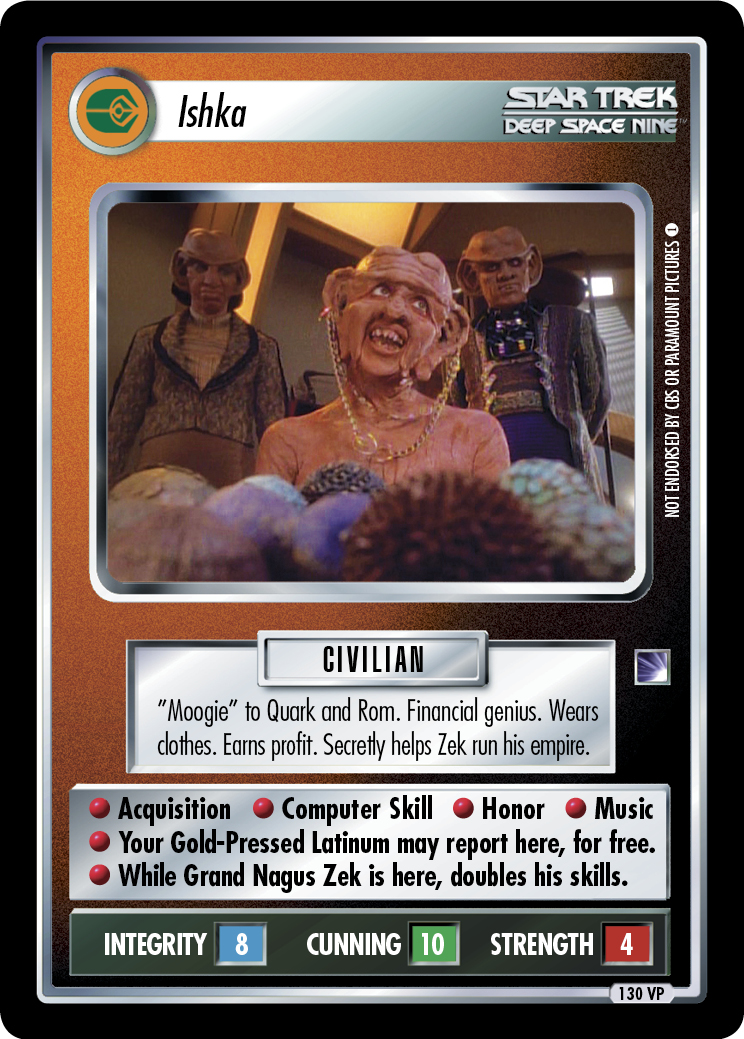 Ishka
STAR TREK
DEEP SPACE NINE™
NOT ENDORSED BY CBS OR PARAMOUNT PICTURES 1
CIVILIAN
"Moogie" to Quark and Rom. Financial genius. Wears
clothes. Earns profit. Secretly helps Zek run his empire.
Acquisition Computer Skill Honor Music
Your Gold-Pressed Latinum may report here, for free.
While Grand Nagus Zek is here, doubles his skills.
INTEGRITY 8 CUNNING 10 STRENGTH 4
130 VP